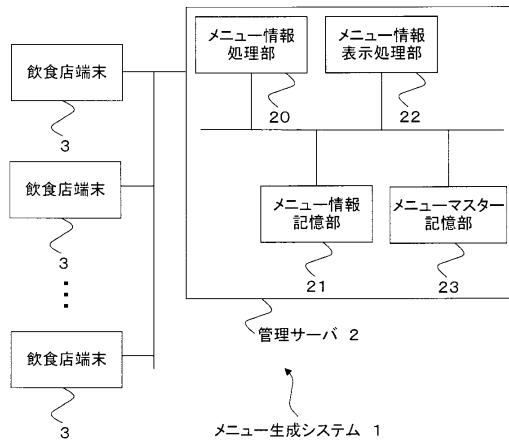 メニュー情報
処理部
20
メニュー情報
表示処理部
22
飲食店端末
3
飲食店端末
3
飲食店端末
3
メニュー情報
記憶部
21
メニューマスター
記憶部
23
管理サーバ 2
メニュー生成システム 1